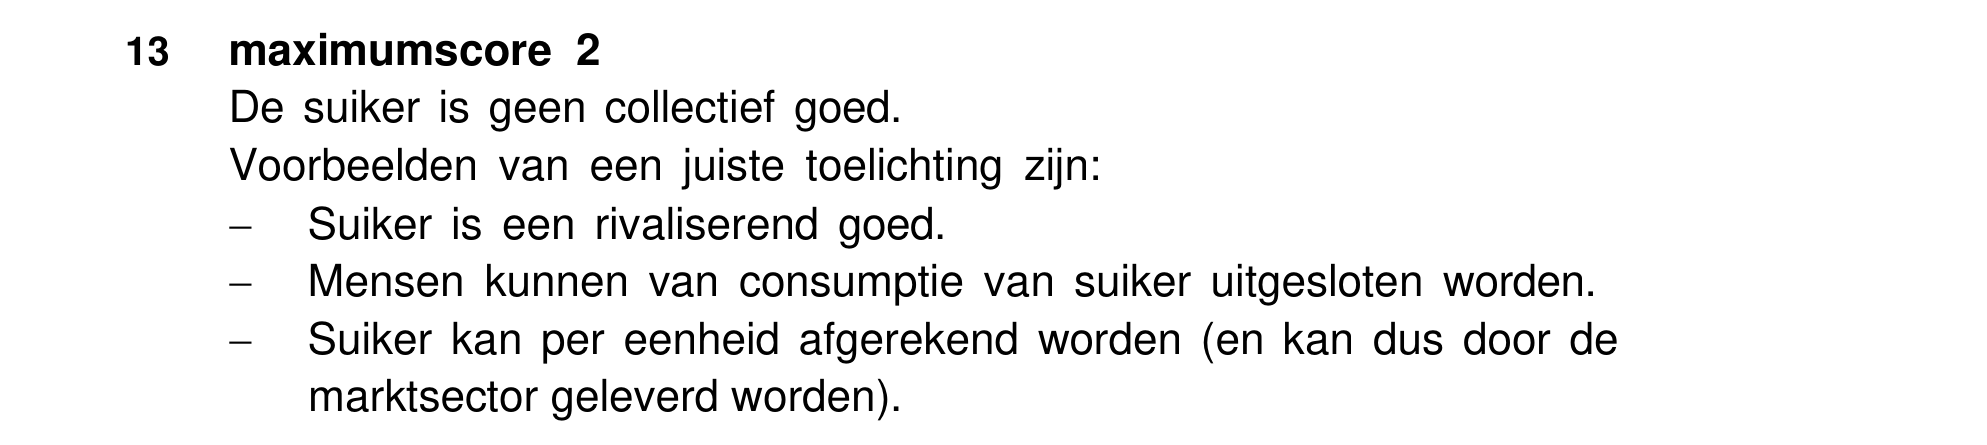 13 maximumscore 2
De suiker is geen collectief goed.
Voorbeelden van een juiste toelichting zijn:
– Suiker is een rivaliserend goed.
– Mensen kunnen van consumptie van suiker uitgesloten worden.
– Suiker kan per eenheid afgerekend worden (en kan dus door de
marktsector geleverd worden).